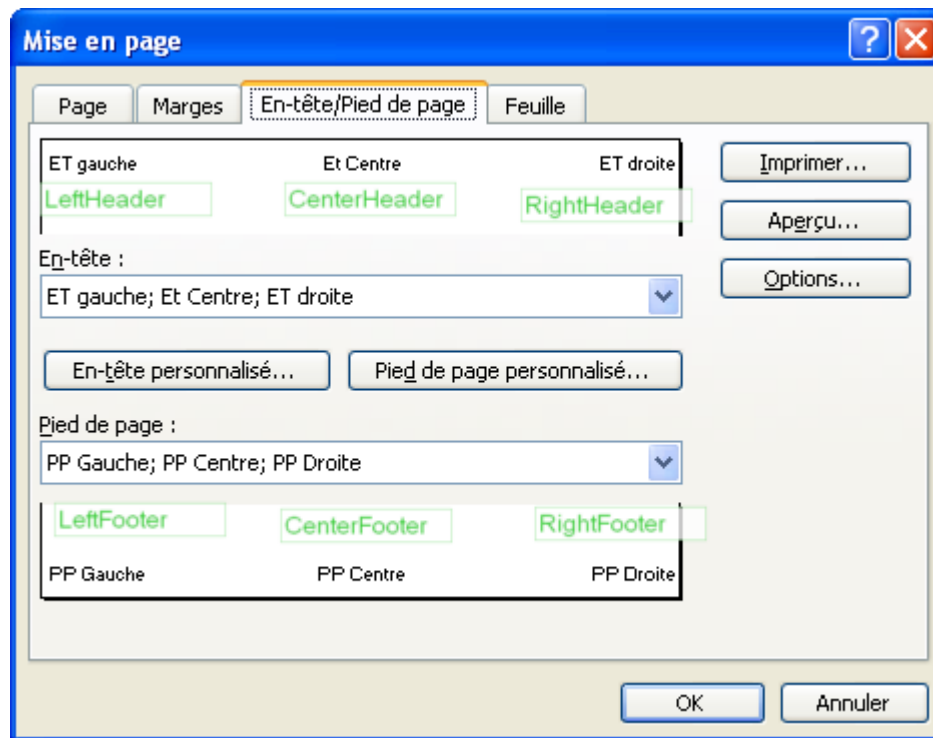 Mise en page
Page Marges En-tête/Pied de page Feuille
ET gauche Et Centre ET droite
LeftHeader CenterHeader RightHeader
Imprimer...
Aperçu...
En-tête :
Options...
ET gauche; Et Centre; ET droite
En-tête personnalisé... Pied de page personnalisé...
Pied de page :
PP Gauche; PP Centre; PP Droite
LeftFooter CenterFooter RightFooter
PP Gauche PP Centre PP Droite
OK Annuler